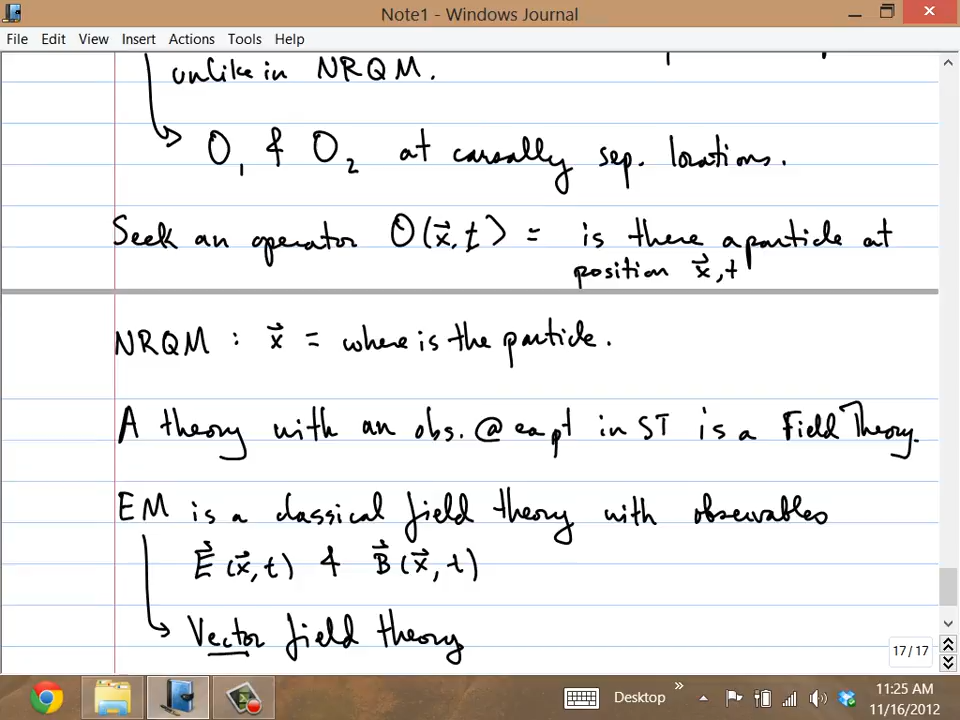 Note1 - Windows Journal
File Edit View Insert Actions Tools Help
unlike in NRQM.
O₁ & O₂ at causally sep. locations.
Seek an operator O(x⃗, t) = is there a particle at
position x⃗, t
NRQM : x⃗ = where is the particle.
A theory with an obs. @ ea pt in ST is a Field Theory.
EM is a classical field theory with observables
E⃗ (x⃗, t) & B⃗ (x⃗, t)
Vector field theory
17 / 17
Desktop
11:25 AM
11/16/2012